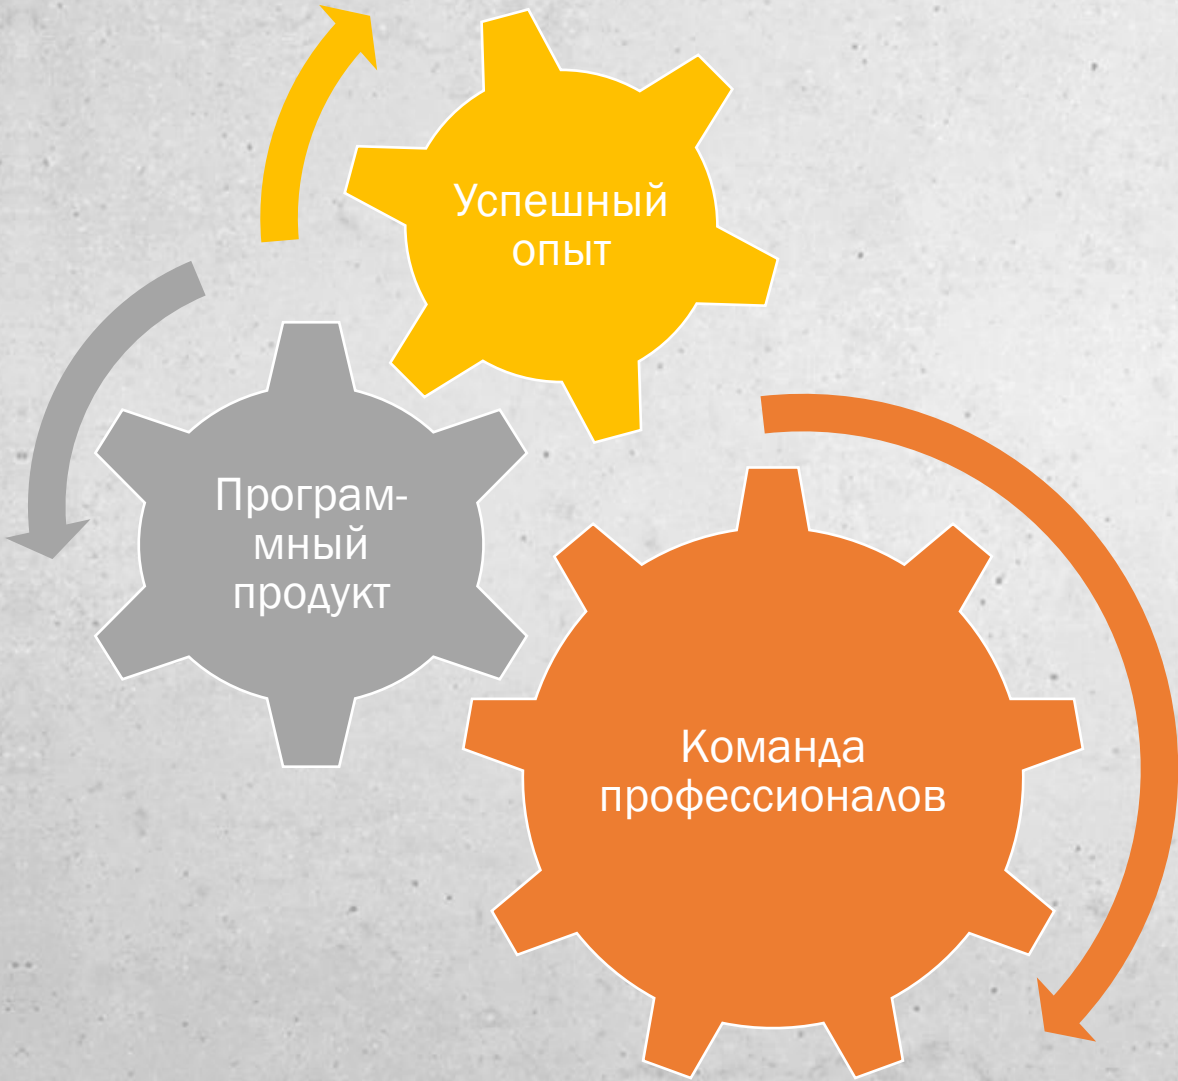 Успешный
опыт
Програм-
мный
продукт
Команда
профессионалов